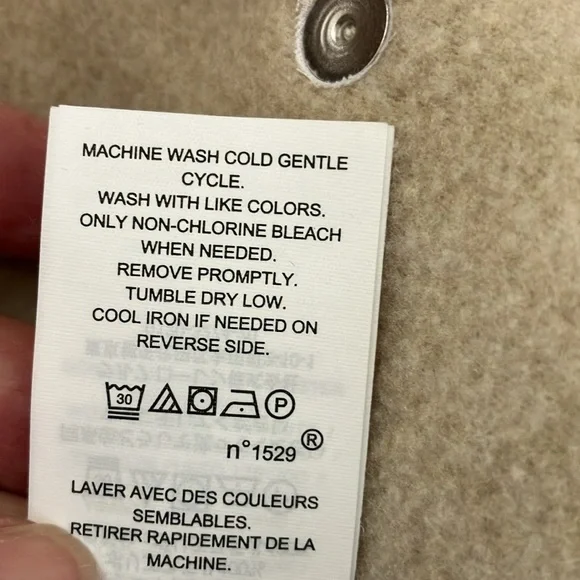 MACHINE WASH COLD GENTLE
CYCLE.
WASH WITH LIKE COLORS.
ONLY NON-CHLORINE BLEACH
WHEN NEEDED.
REMOVE PROMPTLY.
TUMBLE DRY LOW.
COOL IRON IF NEEDED ON
REVERSE SIDE.
30 P
n°1529®
LAVER AVEC DES COULEURS
SEMBLABLES.
RETIRER RAPIDEMENT DE LA
MACHINE.